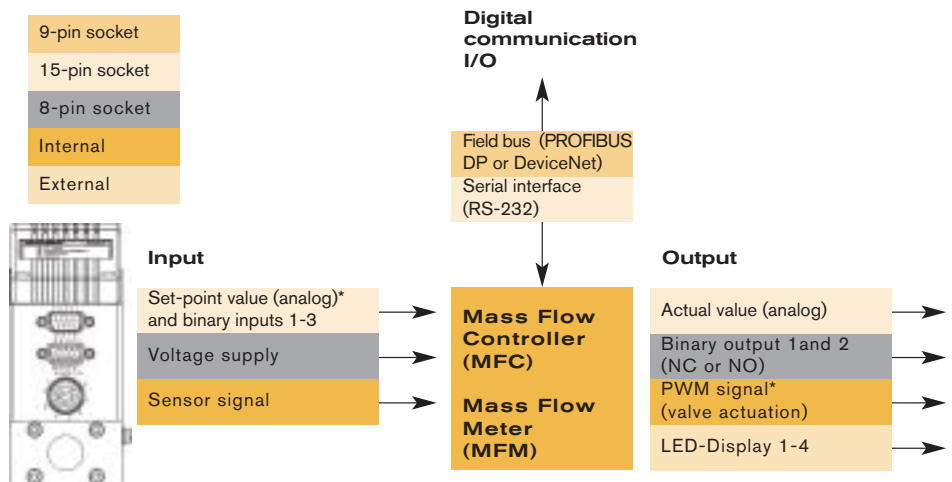 9-pin socket
15-pin socket
8-pin socket
Internal
External
Digital
communication
I/O
Field bus (PROFIBUS
DP or DeviceNet)
Serial interface
(RS-232)
Input
Set-point value (analog)*
and binary inputs 1-3
Voltage supply
Sensor signal
Mass Flow
Controller
(MFC)
Mass Flow
Meter
(MFM)
Output
Actual value (analog)
Binary output 1and 2
(NC or NO)
PWM signal*
(valve actuation)
LED-Display 1-4